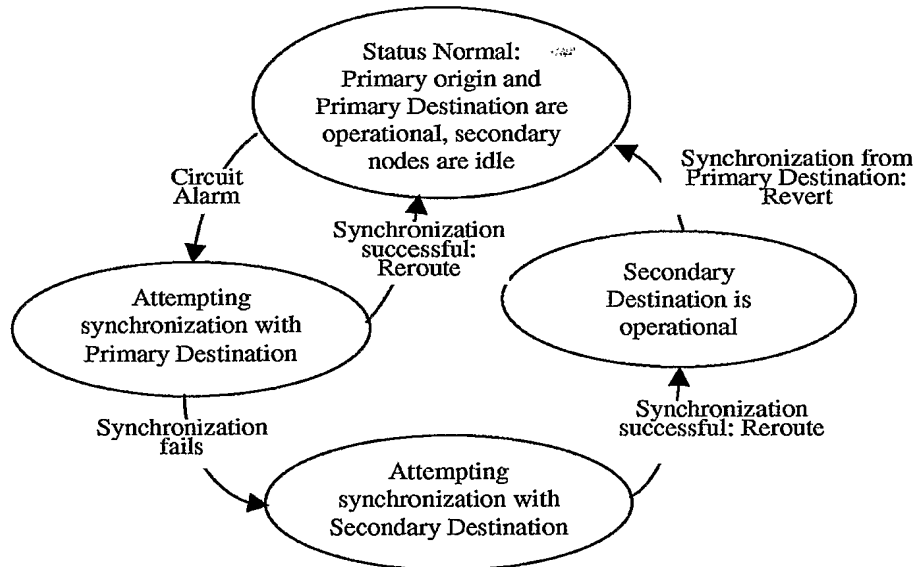 Status Normal:
Primary origin and
Primary Destination are
operational, secondary
nodes are idle
Circuit
Alarm
Synchronization
successful:
Reroute
Synchronization from
Primary Destination:
Revert
Attempting
synchronization with
Primary Destination
Secondary
Destination is
operational
Synchronization
fails
Synchronization
successful: Reroute
Attempting
synchronization with
Secondary Destination